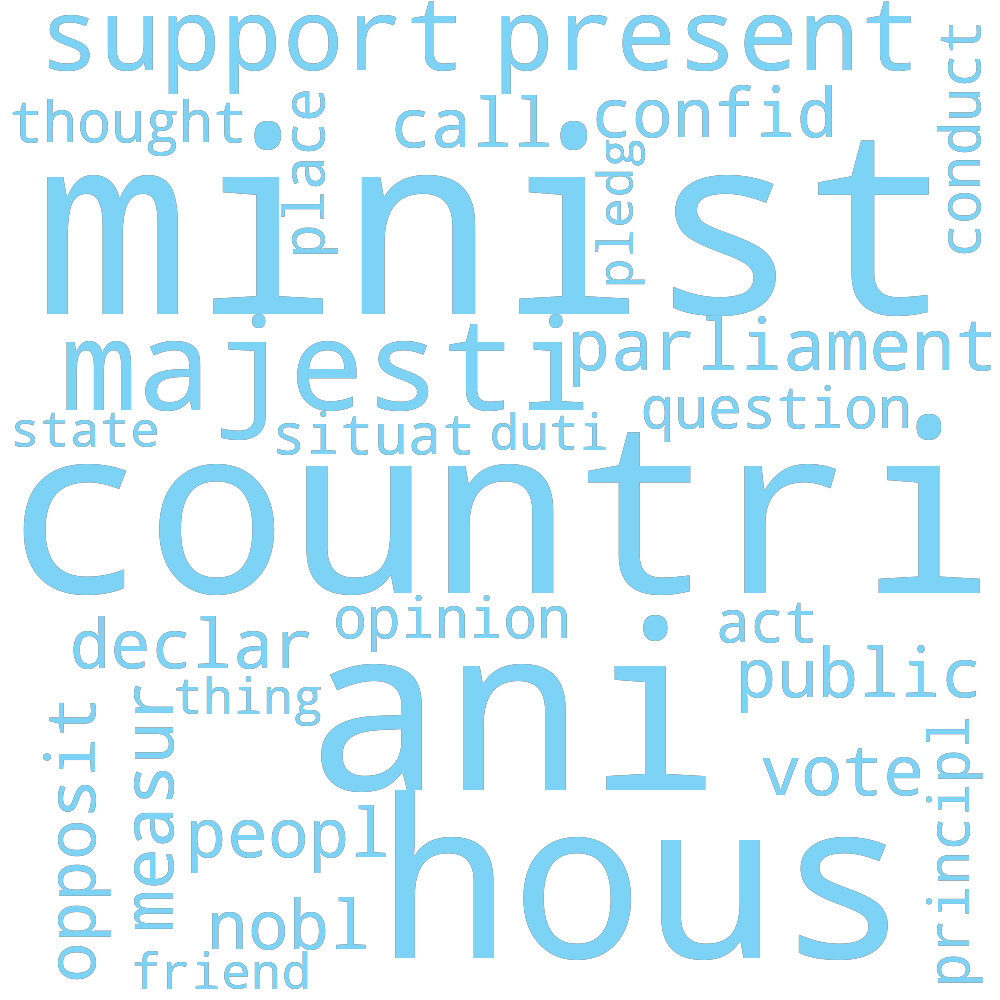 support present
thought
place
call
confid
pledg
conduct
minist
majesti
parliament
question
state
situat
duti
countri
opinion
act
declar
public
thing
ani
opposit
measur
vote
principl
peopl
hous
nobl
friend